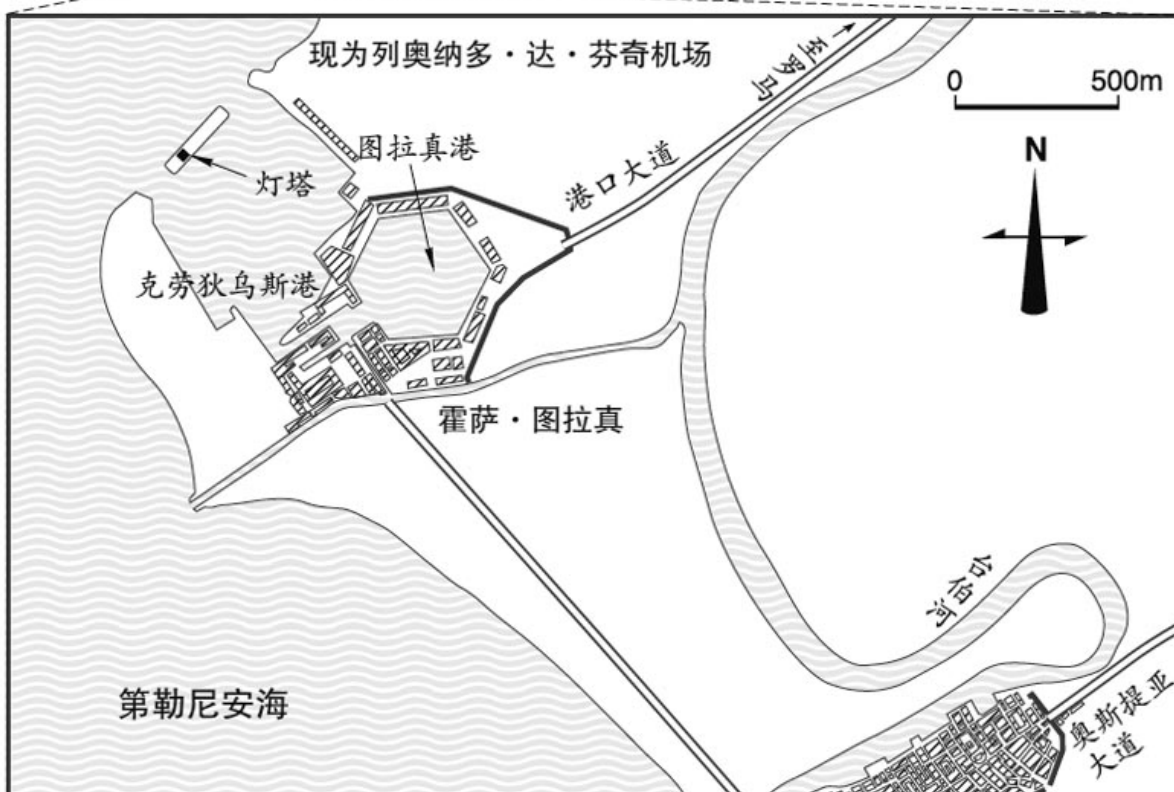 现为列奥纳多·达·芬奇机场
至罗马
0 500m
N
图拉真港
港口大道
灯塔
克劳狄乌斯港
霍萨·图拉真
台伯河
第勒尼安海
奥斯提亚
大道